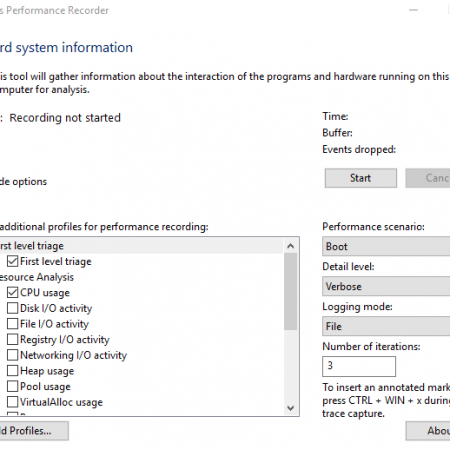 s Performance Recorder
rd system information
is tool will gather information about the interaction of the programs and hardware running on this
mputer for analysis.
: Recording not started
Time:
Buffer:
Events dropped:
Start
Canc
de options
additional profiles for performance recording:
rst level triage
First level triage
esource Analysis
CPU usage
Disk I/O activity
File I/O activity
Registry I/O activity
Networking I/O activity
Heap usage
Pool usage
VirtualAlloc usage
d Profiles...
Performance scenario:
Boot
Detail level:
Verbose
Logging mode:
File
Number of iterations:
3
To insert an annotated mark
press CTRL + WIN + x during
trace capture.
Abou